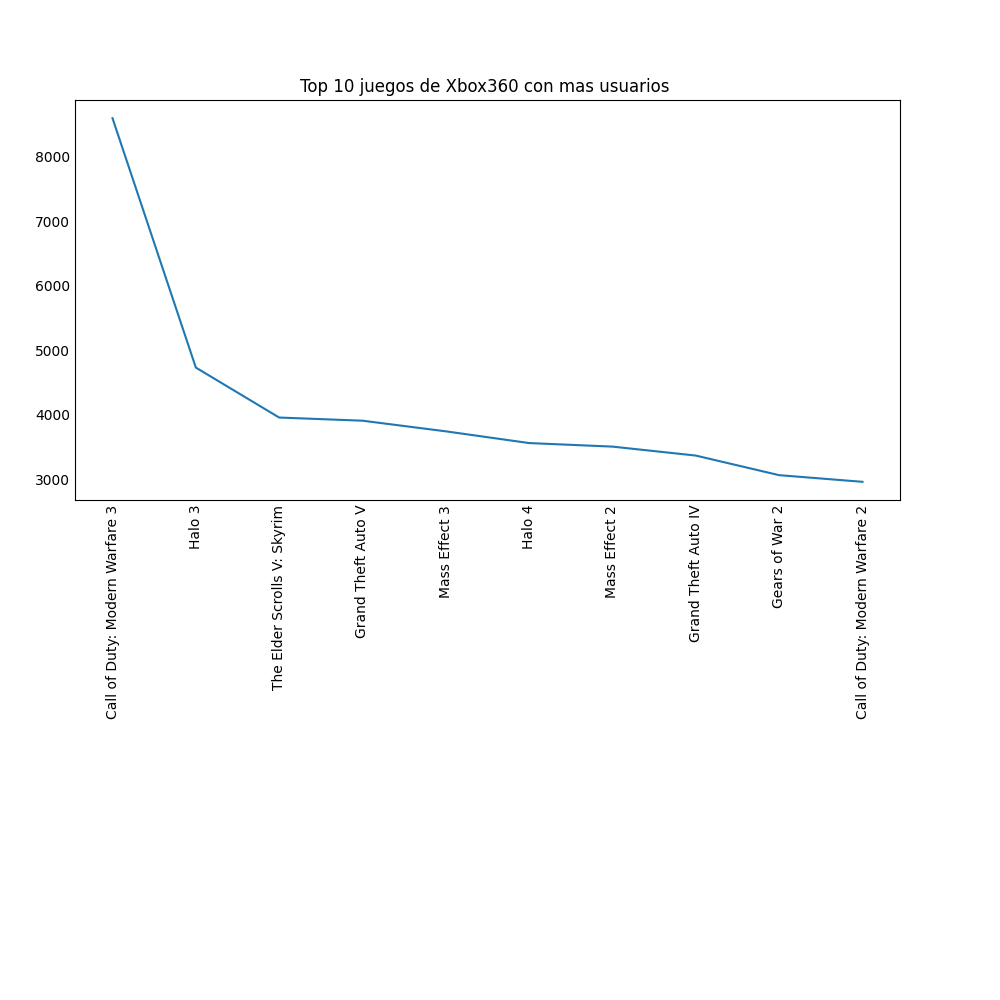 Top 10 juegos de Xbox360 con mas usuarios
8000
7000
6000
5000
4000
3000
Call of Duty: Modern Warfare 3
Halo 3
The Elder Scrolls V: Skyrim
Grand Theft Auto V
Mass Effect 3
Halo 4
Mass Effect 2
Grand Theft Auto IV
Gears of War 2
Call of Duty: Modern Warfare 2